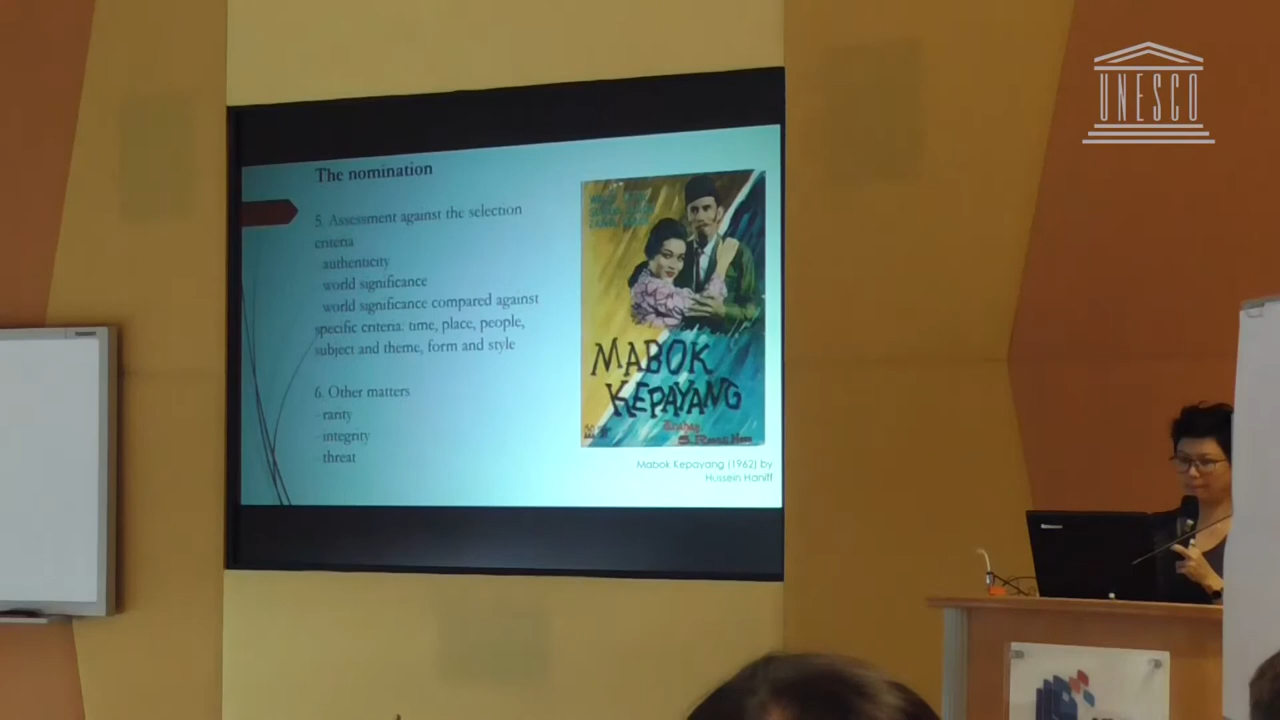 UNESCO
The nomination
5. Assessment against the selection
criteria
authenticity
world significance
world significance compared against
specific criteria: time, place, people,
subject and theme, form and style
6. Other matters
- rarity
- integrity
- threat
MABOK
KEPAYANG
Mabok Kepayang (1962) by
Hussein Haniff